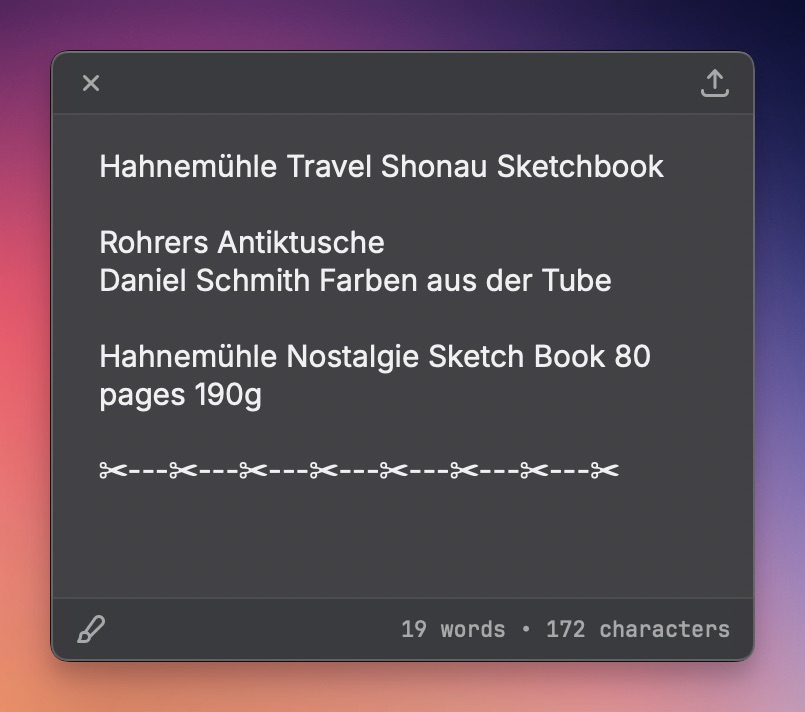 Hahnemühle Travel Shonau Sketchbook
Rohrers Antiktusche
Daniel Schmith Farben aus der Tube
Hahnemühle Nostalgie Sketch Book 80
pages 190g
✂---✂---✂---✂---✂---✂---✂---✂
19 words • 172 characters